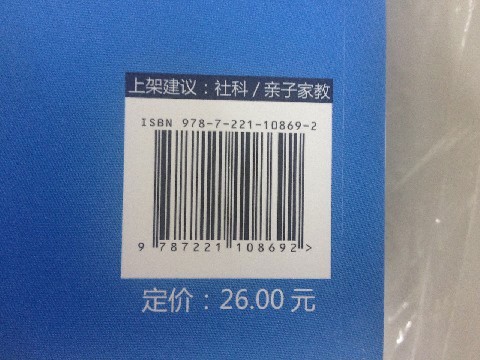 上架建议：社科/亲子家教
ISBN 978-7-221-10869-2
9 787221 108692>
定价：26.00 元